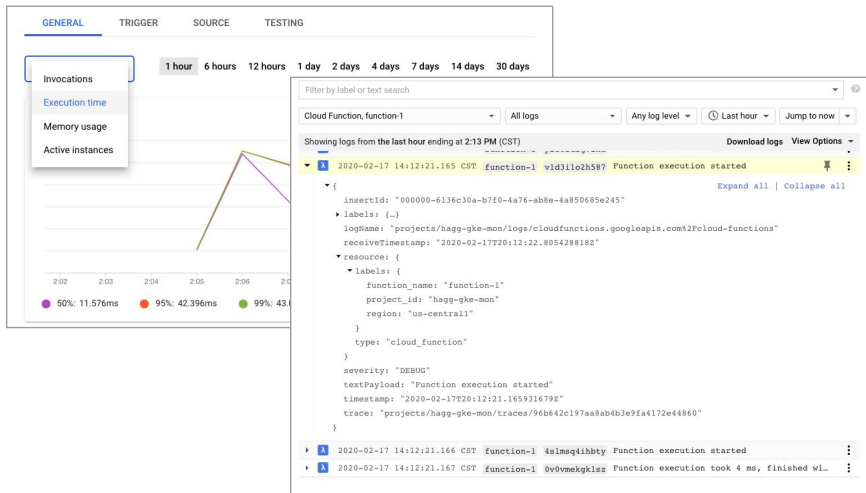 GENERAL TRIGGER SOURCE TESTING
1 hour 6 hours 12 hours 1 day 2 days 4 days 7 days 14 days 30 days
Invocations
Execution time
Memory usage
Active instances
2:02 2:03 2:04 2:05 2:06
50%: 11.576ms 95%: 42.396ms 99%: 43.
Filter by label or text search
Cloud Function, function-1 All logs Any log level Last hour Jump to now
Showing logs from the last hour ending at 2:13 PM (CST) Download logs View Options
2020-02-17 14:12:21.165 CST function-1 vld3ilo2h587 Function execution started
{ Expand all | Collapse all
insertId: "000000-6136c30a-b7f0-4a76-ab8e-4a850685e245"
labels: {…}
logName: "projects/hagg-gke-mon/logs/cloudfunctions.googleapis.com%2Fcloud-functions"
receiveTimestamp: "2020-02-17T20:12:22.805428818Z"
resource: {
labels: {
function_name: "function-1"
project_id: "hagg-gke-mon"
region: "us-central1"
}
type: "cloud_function"
}
severity: "DEBUG"
textPayload: "Function execution started"
timestamp: "2020-02-17T20:12:21.165931679Z"
trace: "projects/hagg-gke-mon/traces/96b642c197aa8ab4b3e9fa4172e44860"
}
2020-02-17 14:12:21.166 CST function-1 4slmsq4ihbty Function execution started
2020-02-17 14:12:21.167 CST function-1 0v0vmekgklsz Function execution took 4 ms, finished wi…